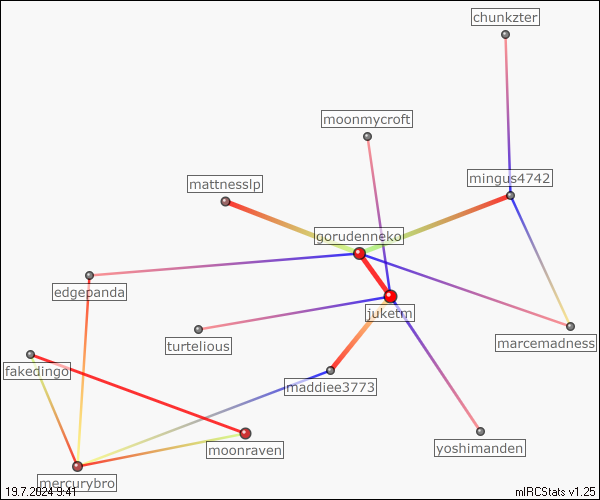 chunkzter
moonmycroft
mattnesslp
mingus4742
gorudenneko
edgepanda
juketm
turtelious
marcemadness
fakedingo
maddiee3773
moonraven
yoshimanden
mercurybro
19.7.2024 9:41
mIRCStats v1.25